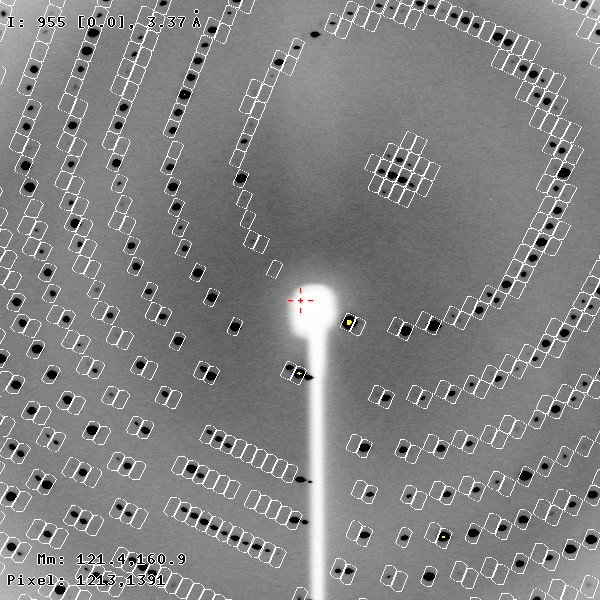 I: 955 [0.0], 3.37 Å
Mm: 121.4,160.9
Pixel: 1213,1391